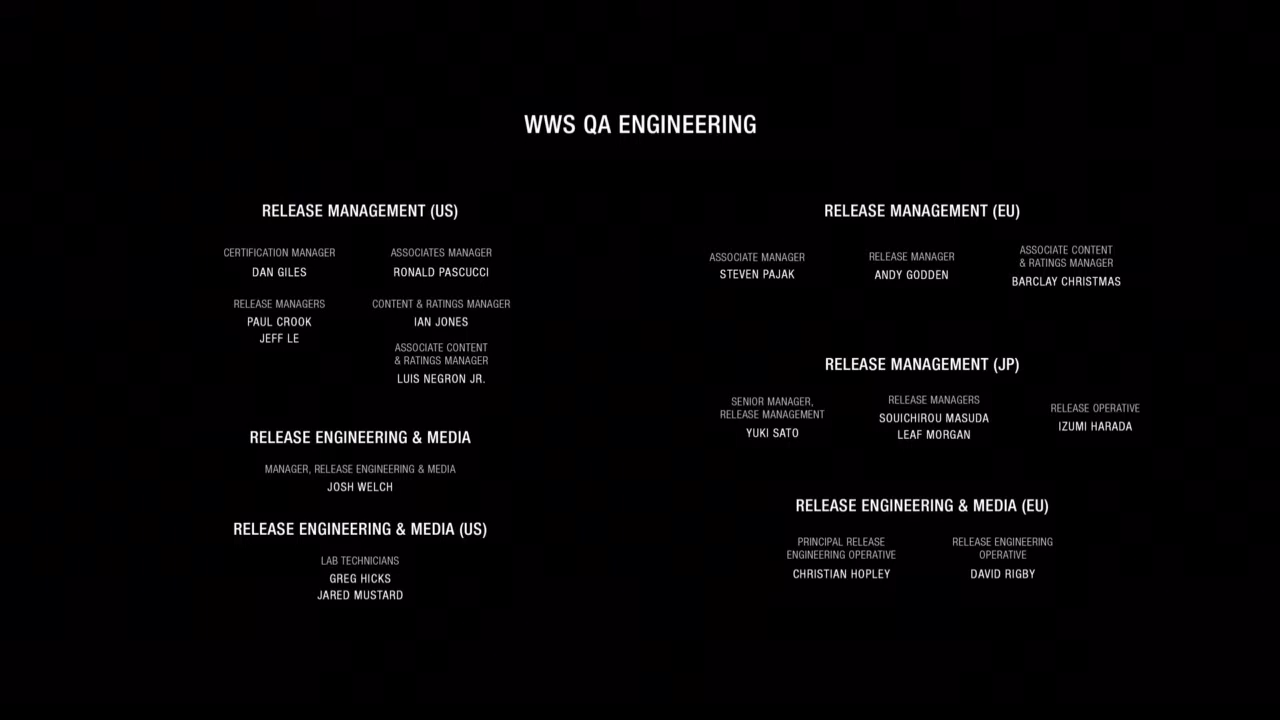 WWS QA ENGINEERING
RELEASE MANAGEMENT (US)
CERTIFICATION MANAGER
DAN GILES
ASSOCIATES MANAGER
RONALD PASCUCCI
RELEASE MANAGERS
PAUL CROOK
JEFF LE
CONTENT & RATINGS MANAGER
IAN JONES
ASSOCIATE CONTENT
& RATINGS MANAGER
LUIS NEGRON JR.
RELEASE ENGINEERING & MEDIA
MANAGER, RELEASE ENGINEERING & MEDIA
JOSH WELCH
RELEASE ENGINEERING & MEDIA (US)
LAB TECHNICIANS
GREG HICKS
JARED MUSTARD
RELEASE MANAGEMENT (EU)
ASSOCIATE MANAGER
STEVEN PAJAK
RELEASE MANAGER
ANDY GODDEN
ASSOCIATE CONTENT
& RATINGS MANAGER
BARCLAY CHRISTMAS
RELEASE MANAGEMENT (JP)
SENIOR MANAGER,
RELEASE MANAGEMENT
YUKI SATO
RELEASE MANAGERS
SOUICHIROU MASUDA
LEAF MORGAN
RELEASE OPERATIVE
IZUMI HARADA
RELEASE ENGINEERING & MEDIA (EU)
PRINCIPAL RELEASE
ENGINEERING OPERATIVE
CHRISTIAN HOPLEY
RELEASE ENGINEERING
OPERATIVE
DAVID RIGBY